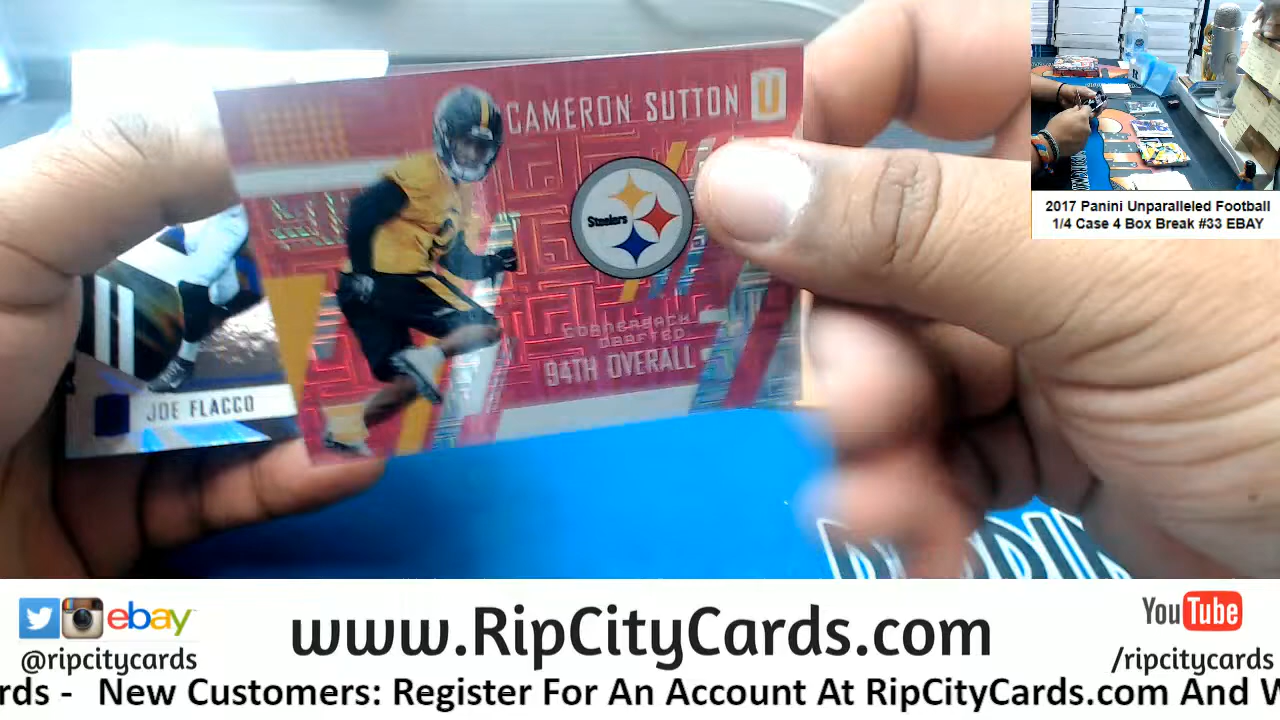 CAMERON SUTTON U
Steelers
CORNERBACK
DRAFTED
94TH OVERALL
JOE FLACCO
2017 Panini Unparalleled Football
1/4 Case 4 Box Break #33 EBAY
ebay
@ripcitycards
www.RipCityCards.com
YouTube
/ripcitycards
rds - New Customers: Register For An Account At RipCityCards.com And W